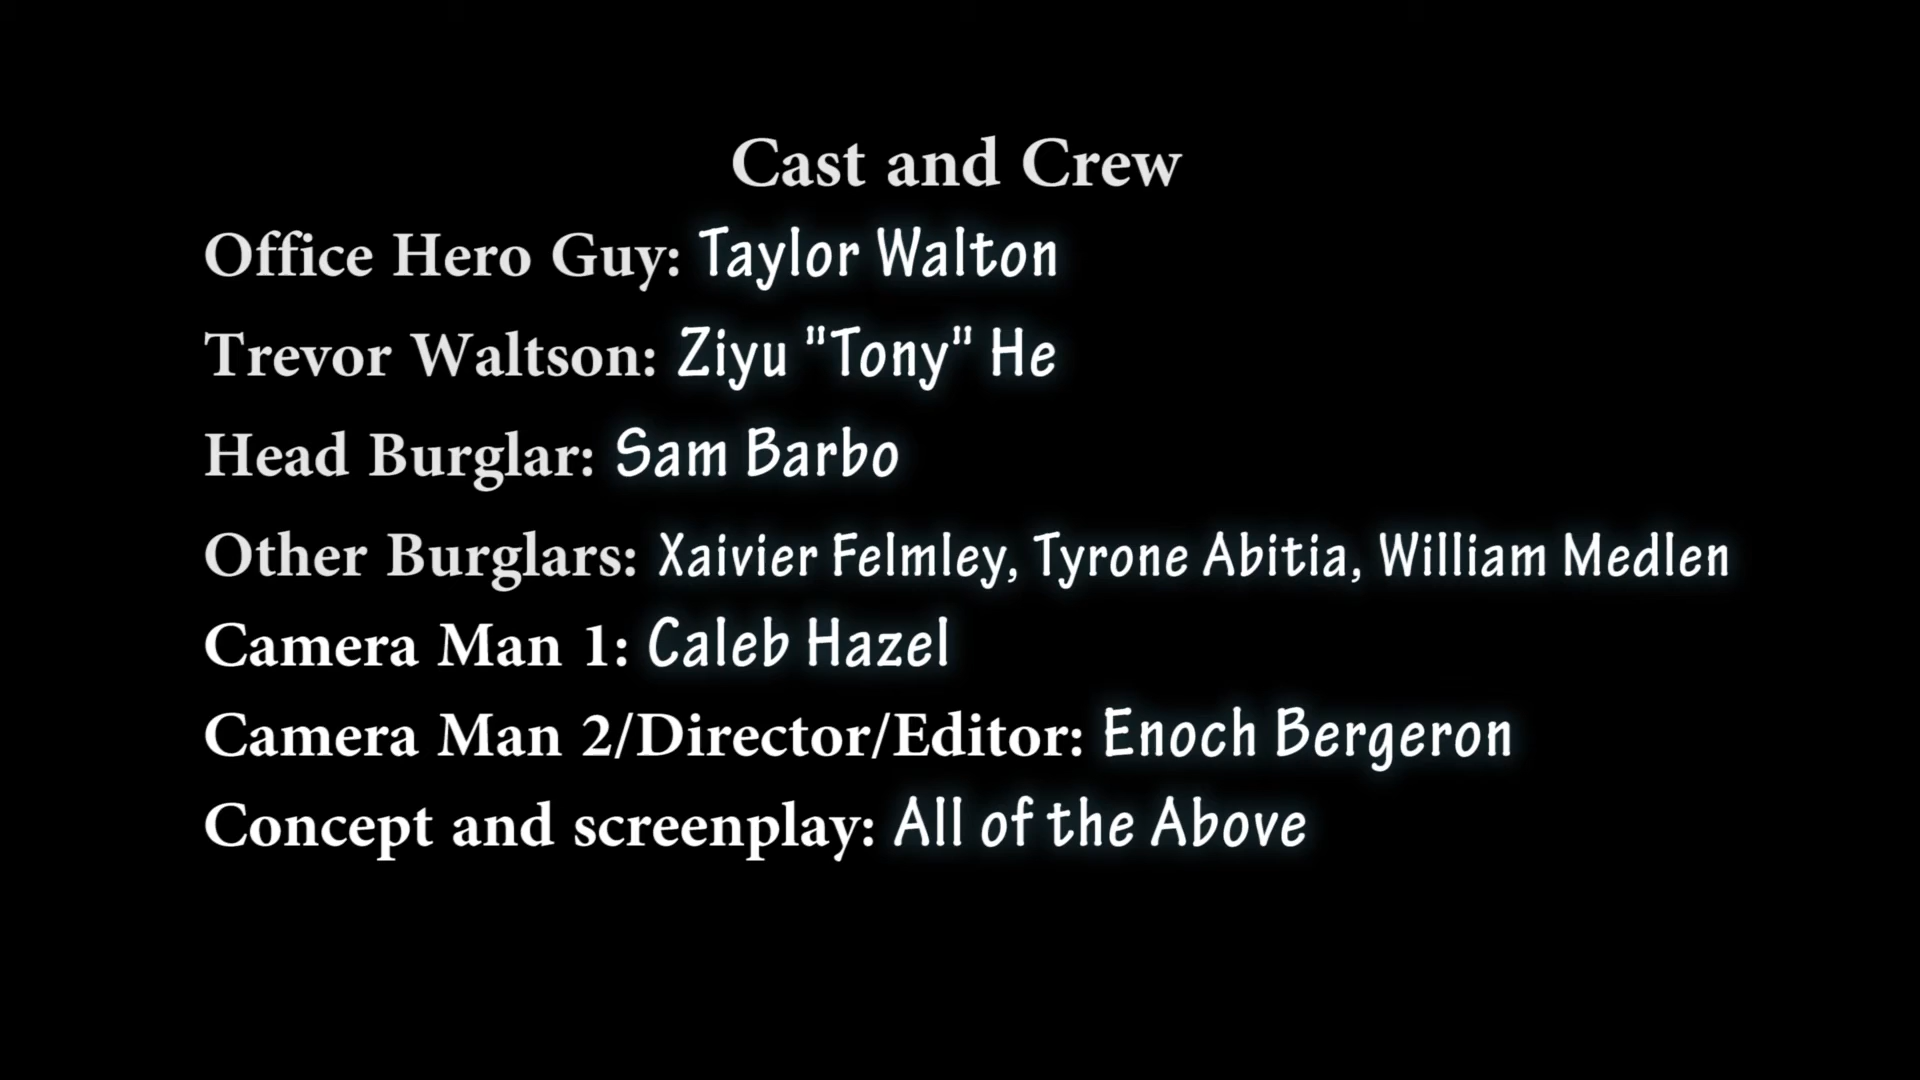 Cast and Crew
Office Hero Guy: Taylor Walton
Trevor Waltson: Ziyu "Tony" He
Head Burglar: Sam Barbo
Other Burglars: Xaivier Felmley, Tyrone Abitia, William Medlen
Camera Man 1: Caleb Hazel
Camera Man 2/Director/Editor: Enoch Bergeron
Concept and screenplay: All of the Above